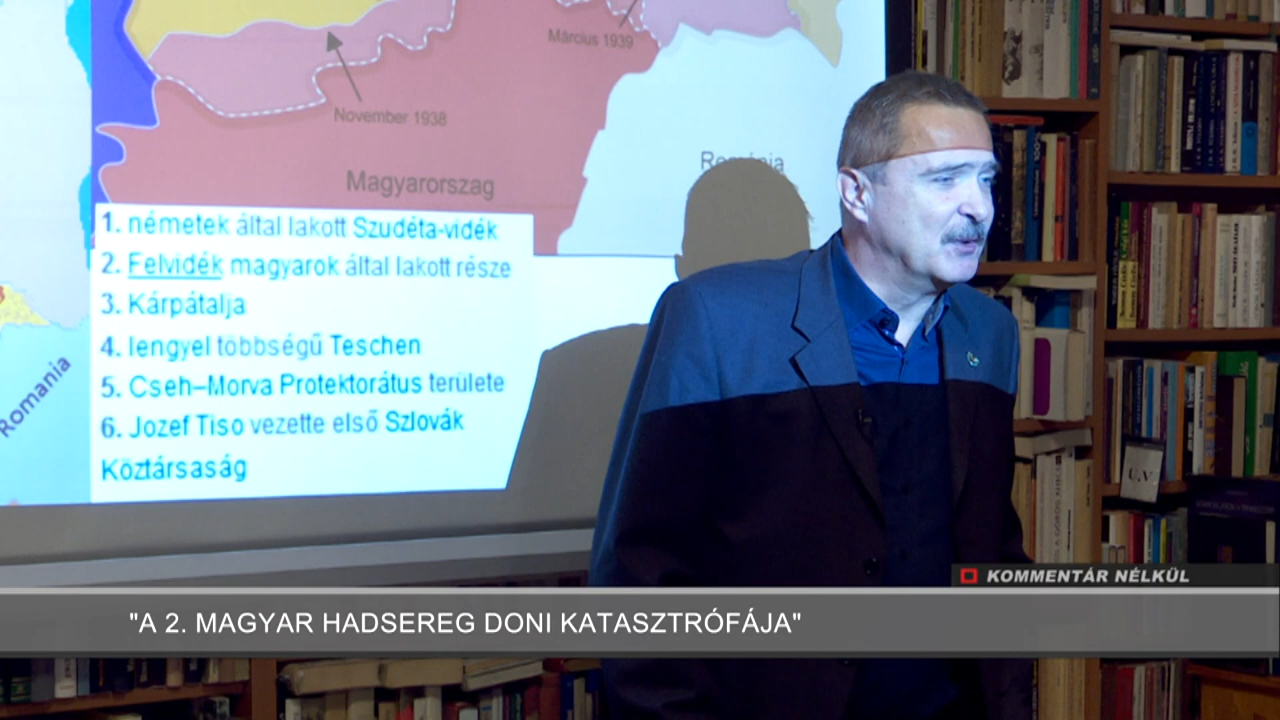 Március 1939
November 1938
Magyarország
Románia
Romania
1. németek által lakott Szudéta-vidék
2. Felvidék magyarok által lakott része
3. Kárpátalja
4. lengyel többségű Teschen
5. Cseh–Morva Protektorátus területe
6. Jozef Tiso vezette első Szlovák
Köztársaság
U.V.
KOMMENTÁR NÉLKÜL
"A 2. MAGYAR HADSEREG DONI KATASZTRÓFÁJA"